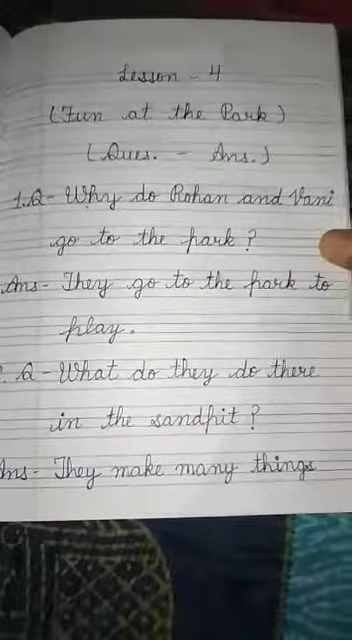 Lesson - 4
(Fun at the Park)
(Ques. - Ans.)
1.Q- Why do Rohan and Vani
go to the park?
Ans- They go to the park to
play.
. Q- What do they do there
in the sandpit?
Ans- They make many things